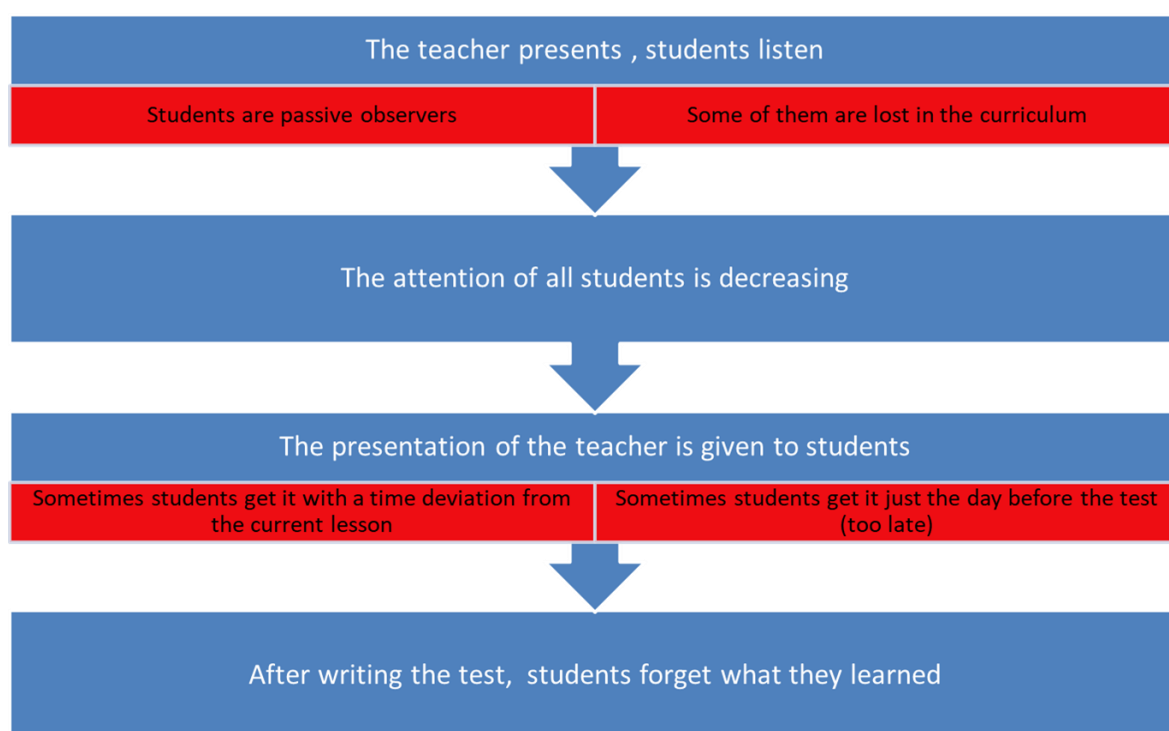 The teacher presents , students listen
Students are passive observers
Some of them are lost in the curriculum
The attention of all students is decreasing
The presentation of the teacher is given to students
Sometimes students get it with a time deviation from
the current lesson
Sometimes students get it just the day before the test
(too late)
After writing the test,  students forget what they learned